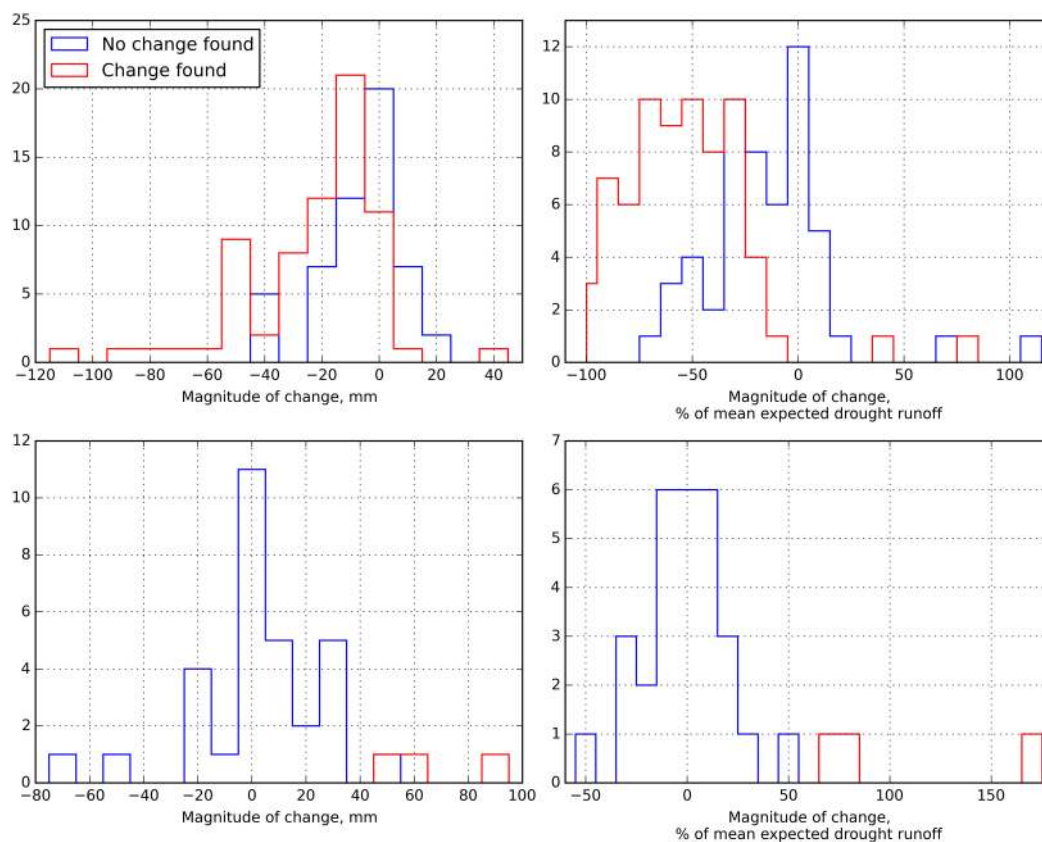 25
20
15
10
5
0
No change found
Change found
−120 −100 −80 −60 −40 −20 0 20 40
Magnitude of change, mm
12
10
8
6
4
2
0
−100 −50 0 50 100
Magnitude of change,
% of mean expected drought runoff
12
10
8
6
4
2
0
−80 −60 −40 −20 0 20 40 60 80 100
Magnitude of change, mm
7
6
5
4
3
2
1
0
−50 0 50 100 150
Magnitude of change,
% of mean expected drought runoff